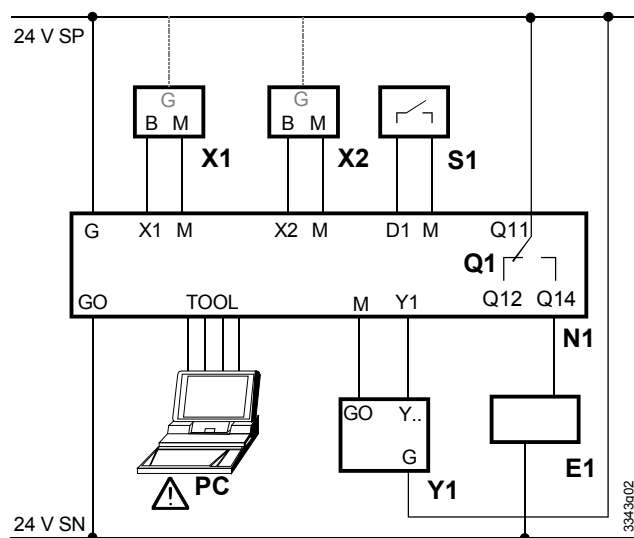 24 V SP
G G
B M B M
X1 X2 S1
G X1 M X2 M D1 M Q11
Q1
GO TOOL M Y1 Q12 Q14
N1
GO Y..
G
PC Y1 E1
24 V SN
3343a02